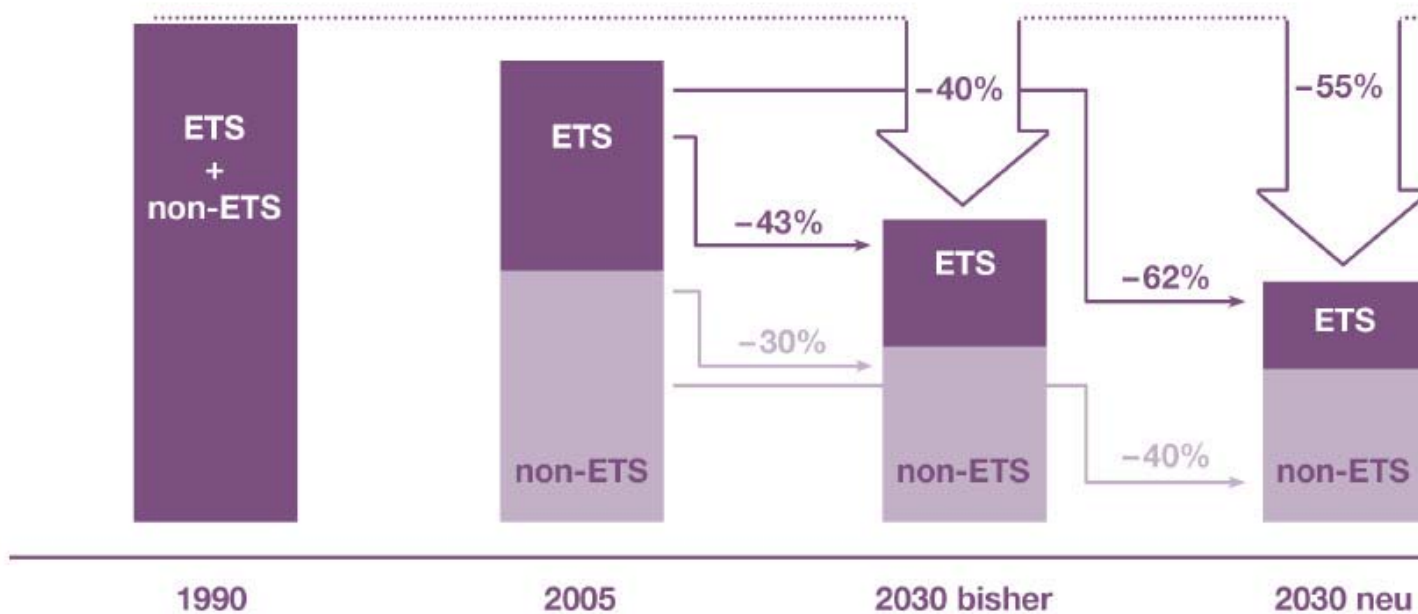 ETS
+
non-ETS
ETS
non-ETS
–43%
–30%
–40%
ETS
non-ETS
–62%
–40%
–55%
ETS
non-ETS
1990
2005
2030 bisher
2030 neu